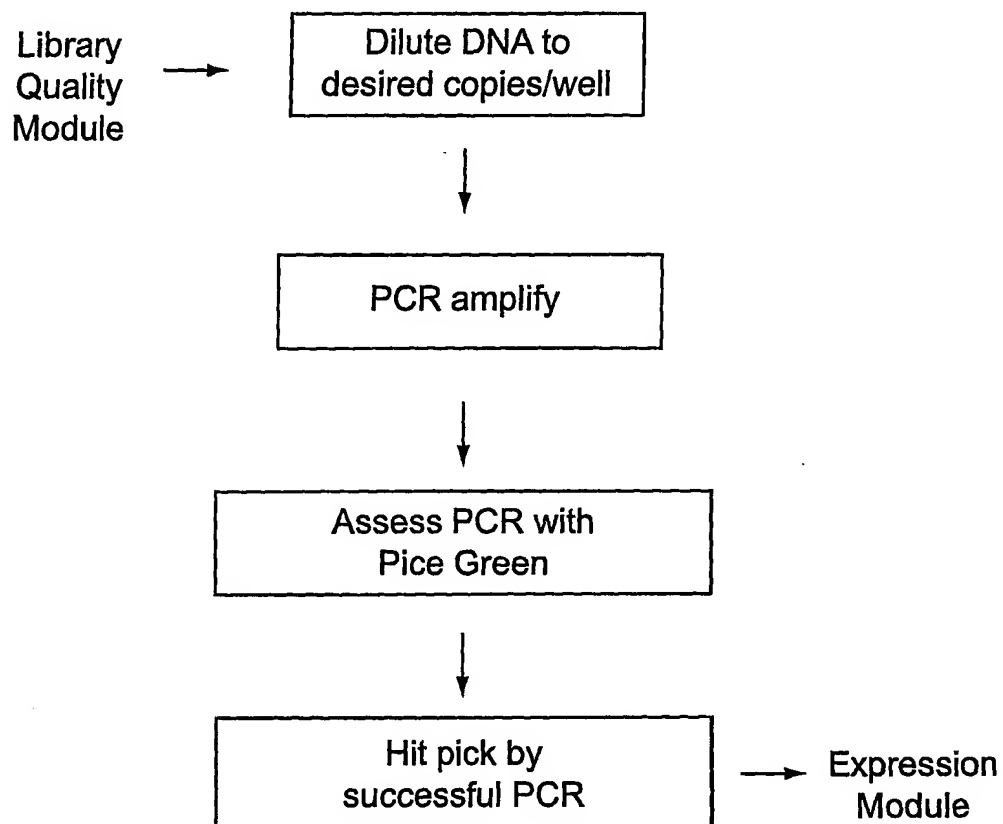 Library
Quality
Module
Dilute DNA to
desired copies/well
PCR amplify
Assess PCR with
Pice Green
Hit pick by
successful PCR
Expression
Module